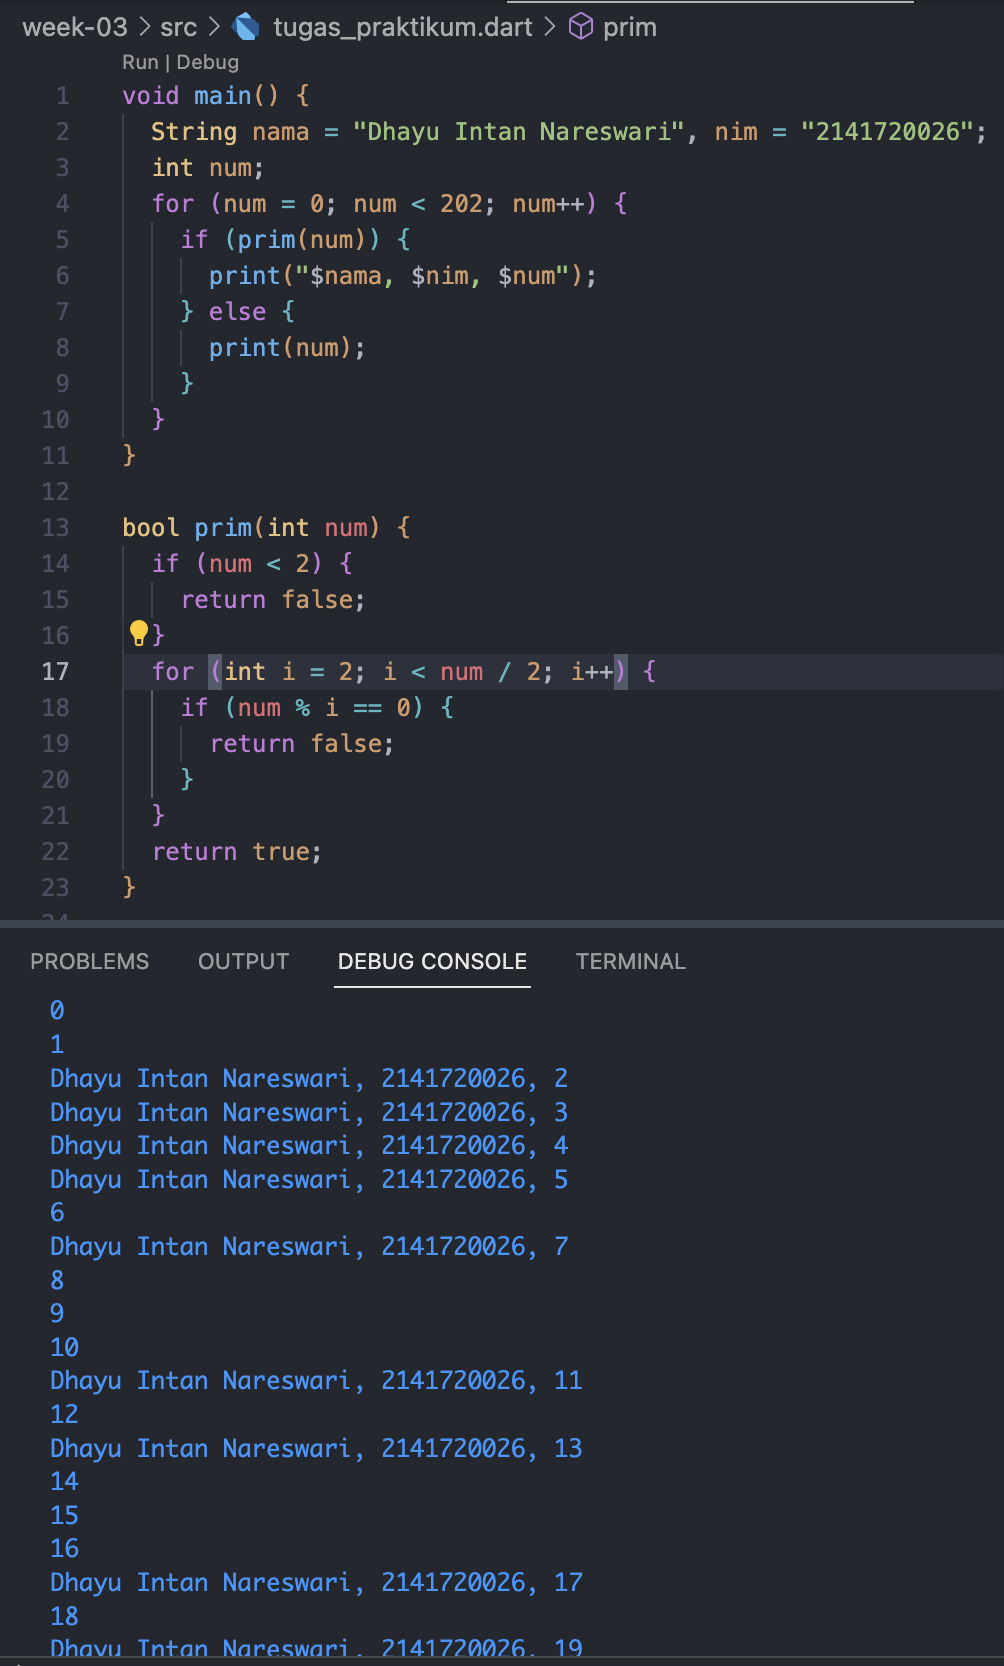 week-03 > src > tugas_praktikum.dart > prim
Run | Debug
1 void main() {
2 String nama = "Dhayu Intan Nareswari", nim = "2141720026";
3 int num;
4 for (num = 0; num < 202; num++) {
5 if (prim(num)) {
6 print("$nama, $nim, $num");
7 } else {
8 print(num);
9 }
10 }
11 }
12
13 bool prim(int num) {
14 if (num < 2) {
15 return false;
16 }
17 for (int i = 2; i < num / 2; i++) {
18 if (num % i == 0) {
19 return false;
20 }
21 }
22 return true;
23 }
24
PROBLEMS OUTPUT DEBUG CONSOLE TERMINAL
0
1
Dhayu Intan Nareswari, 2141720026, 2
Dhayu Intan Nareswari, 2141720026, 3
Dhayu Intan Nareswari, 2141720026, 4
Dhayu Intan Nareswari, 2141720026, 5
6
Dhayu Intan Nareswari, 2141720026, 7
8
9
10
Dhayu Intan Nareswari, 2141720026, 11
12
Dhayu Intan Nareswari, 2141720026, 13
14
15
16
Dhayu Intan Nareswari, 2141720026, 17
18
Dhayu Intan Nareswari, 2141720026, 19